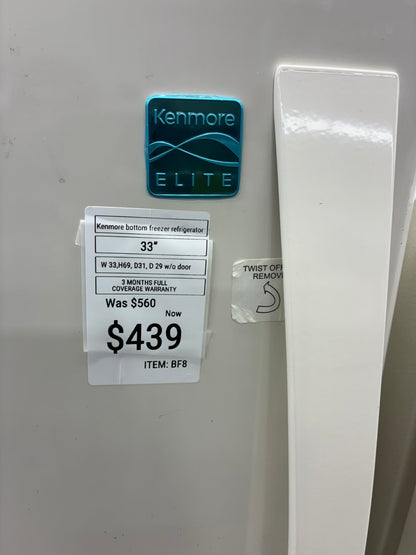 Kenmore
ELITE
Kenmore bottom freezer refrigerator
33”
W 33,H69, D31, D 29 w/o door
3 MONTHS FULL
COVERAGE WARRANTY
Was $560
Now
$439
ITEM: BF8
TWIST OFF
REMOVE